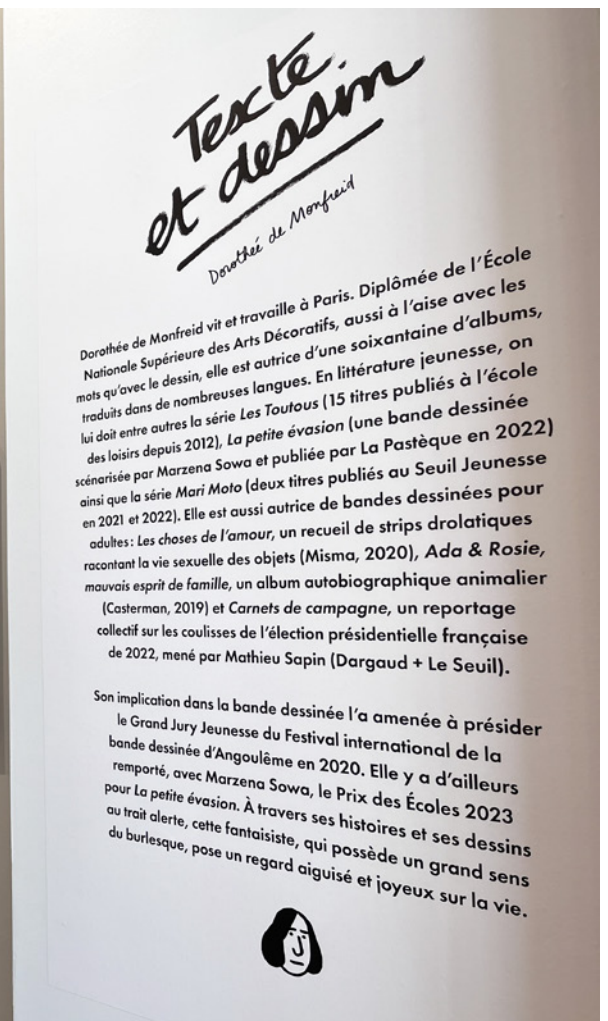 Texte
et dessin
Dorothée de Monfreid
Dorothée de Monfreid vit et travaille à Paris. Diplômée de l'École
Nationale Supérieure des Arts Décoratifs, aussi à l'aise avec les
mots qu'avec le dessin, elle est autrice d'une soixantaine d'albums,
traduits dans de nombreuses langues. En littérature jeunesse, on
lui doit entre autres la série Les Toutous (15 titres publiés à l'école
des loisirs depuis 2012), La petite évasion (une bande dessinée
scénarisée par Marzena Sowa et publiée par La Pastèque en 2022)
ainsi que la série Mari Moto (deux titres publiés au Seuil Jeunesse
en 2021 et 2022). Elle est aussi autrice de bandes dessinées pour
adultes : Les choses de l'amour, un recueil de strips drolatiques
racontant la vie sexuelle des objets (Misma, 2020), Ada & Rosie,
mauvais esprit de famille, un album autobiographique animalier
(Casterman, 2019) et Carnets de campagne, un reportage
collectif sur les coulisses de l'élection présidentielle française
de 2022, mené par Mathieu Sapin (Dargaud + Le Seuil).
Son implication dans la bande dessinée l'a amenée à présider
le Grand Jury Jeunesse du Festival international de la
bande dessinée d'Angoulême en 2020. Elle y a d'ailleurs
remporté, avec Marzena Sowa, le Prix des Écoles 2023
pour La petite évasion. À travers ses histoires et ses dessins
au trait alerte, cette fantaisiste, qui possède un grand sens
du burlesque, pose un regard aiguisé et joyeux sur la vie.